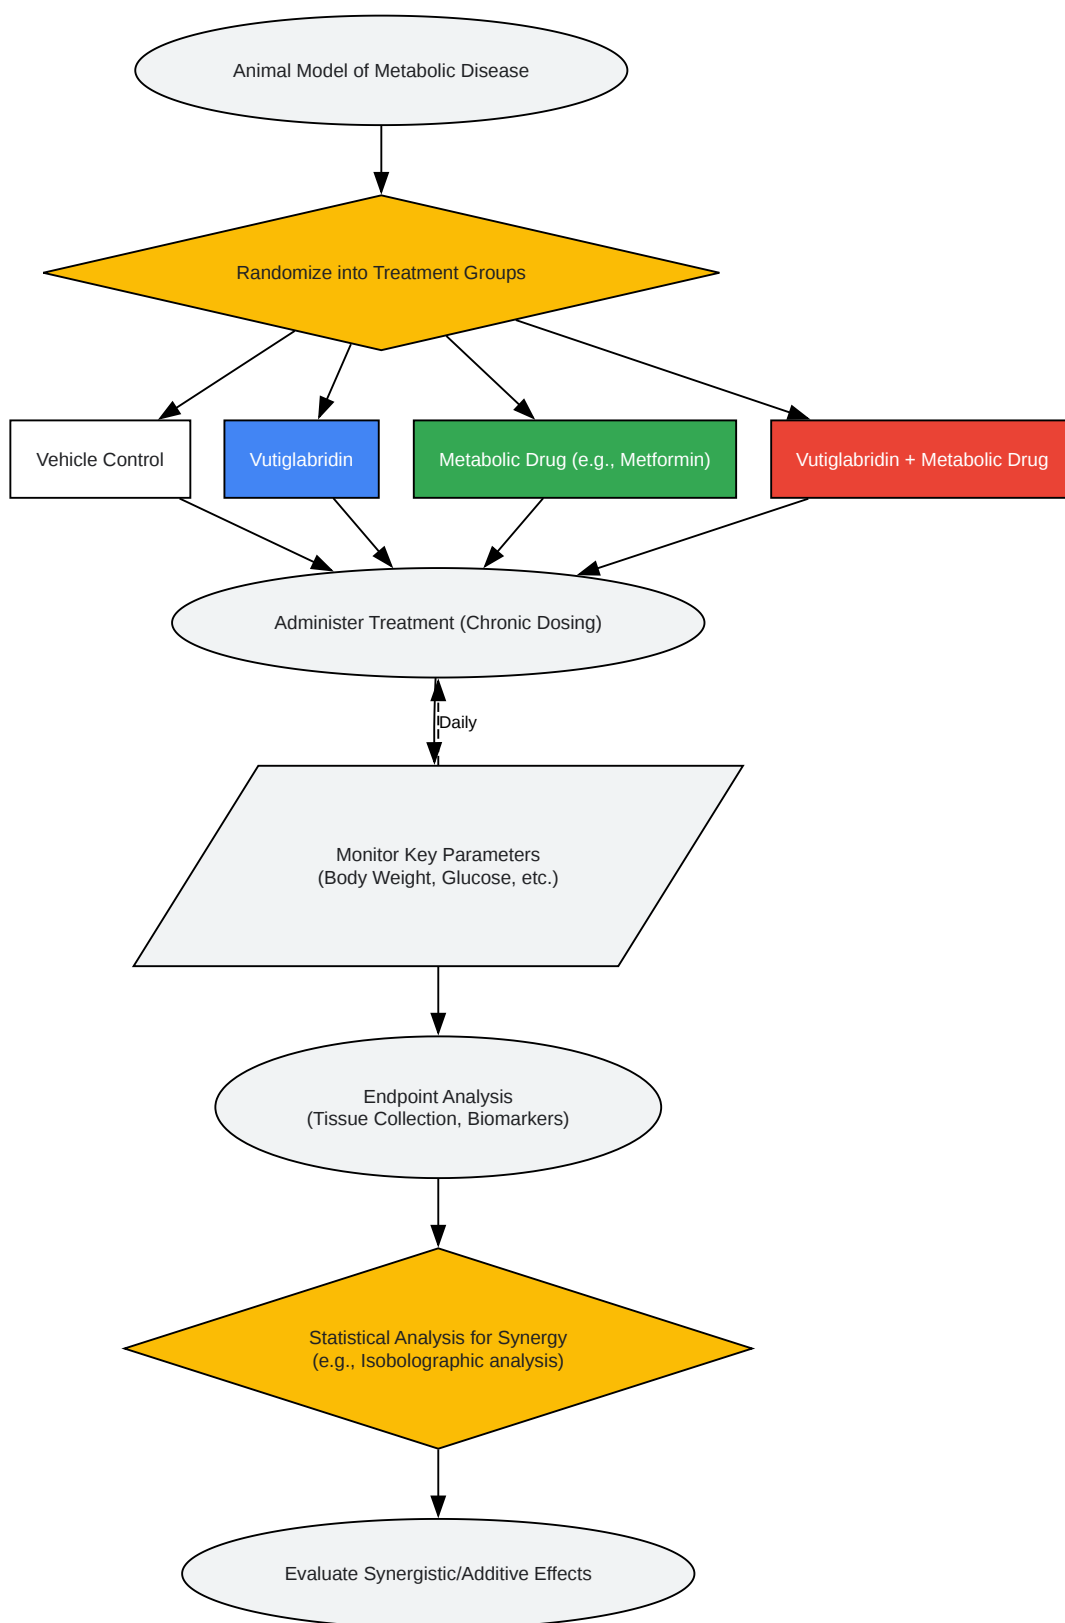 Animal Model of Metabolic Disease
Randomize into Treatment Groups
Vehicle Control
Vutiglabridin
Metabolic Drug (e.g., Metformin)
Vutiglabridin + Metabolic Drug
Administer Treatment (Chronic Dosing)
Daily
Monitor Key Parameters
(Body Weight, Glucose, etc.)
Endpoint Analysis
(Tissue Collection, Biomarkers)
Statistical Analysis for Synergy
(e.g., Isobolographic analysis)
Evaluate Synergistic/Additive Effects